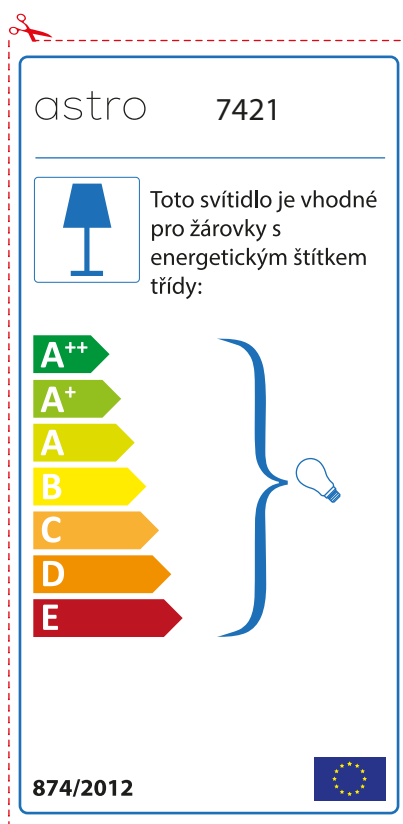 astro 7421
Toto svítidlo je vhodné
pro žárovky s
energetickým štítkem
třídy:
A++
A+
A
B
C
D
E
874/2012